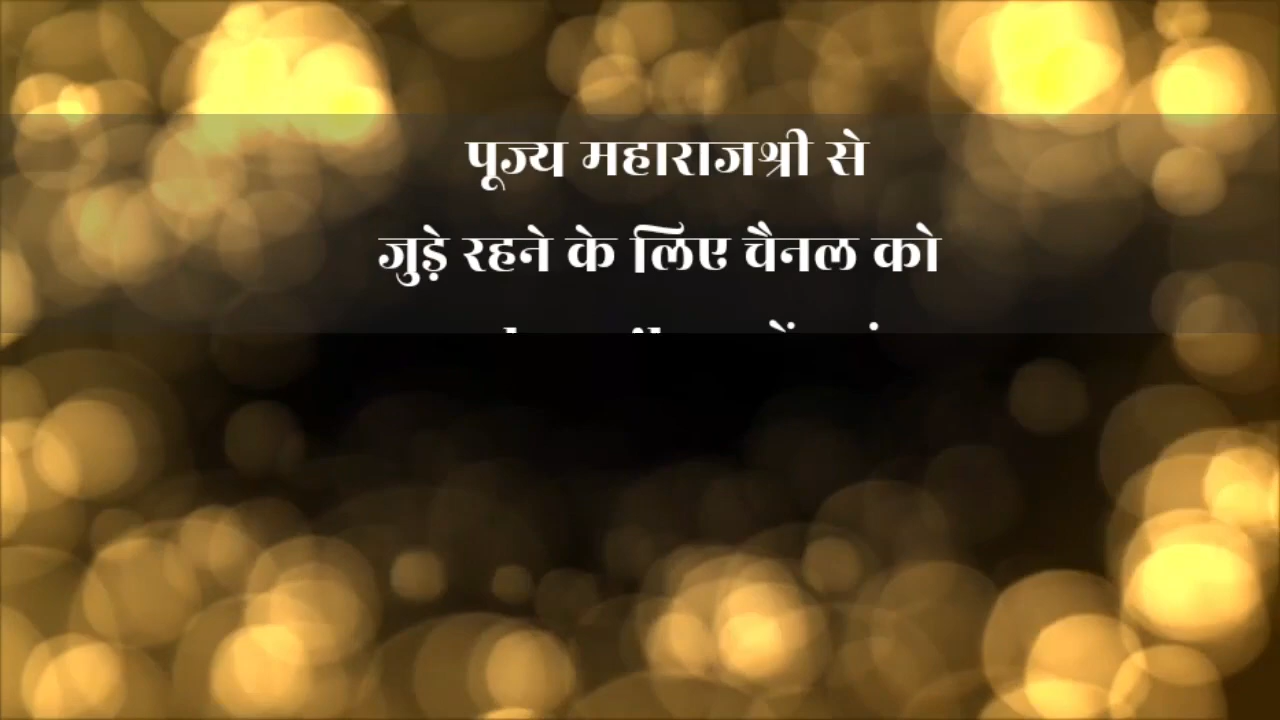 पूज्य महाराजश्री से
जुड़े रहने के लिए चैनल को